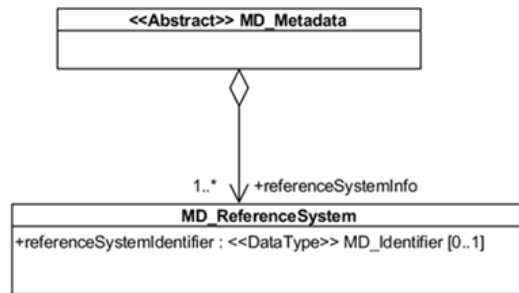 <<Abstract>> MD_Metadata
1..* +referenceSystemInfo
MD_ReferenceSystem
+referenceSystemIdentifier : <<DataType>> MD_Identifier [0..1]